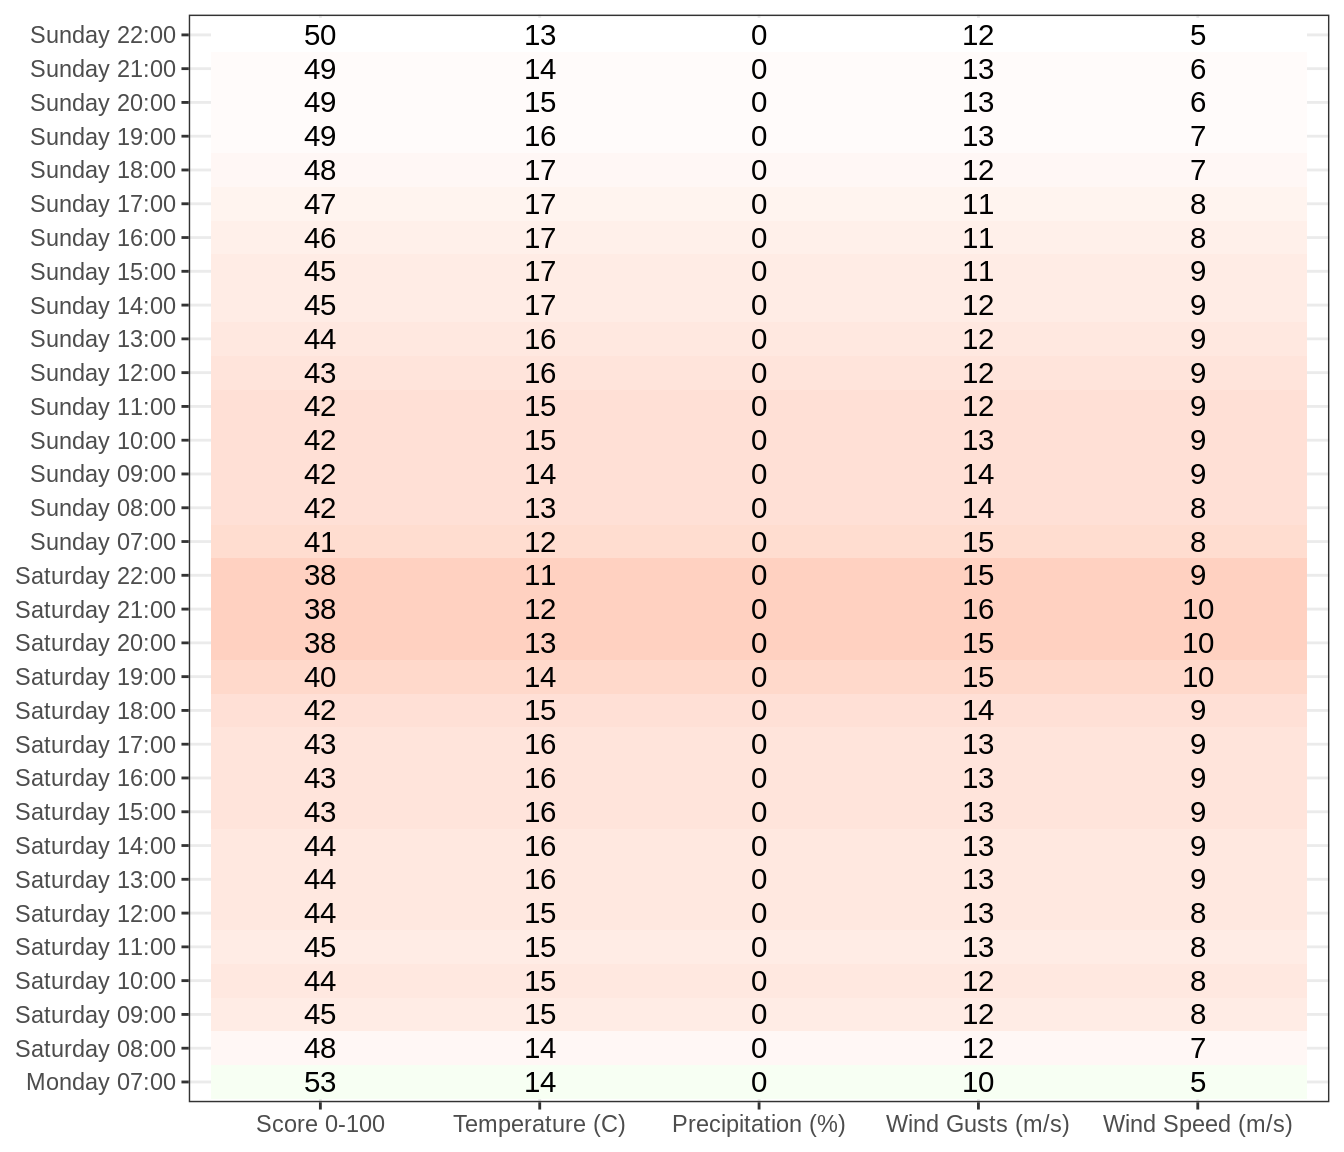 Sunday 22:00 50 13 0 12 5
Sunday 21:00 49 14 0 13 6
Sunday 20:00 49 15 0 13 6
Sunday 19:00 49 16 0 13 7
Sunday 18:00 48 17 0 12 7
Sunday 17:00 47 17 0 11 8
Sunday 16:00 46 17 0 11 8
Sunday 15:00 45 17 0 11 9
Sunday 14:00 45 17 0 12 9
Sunday 13:00 44 16 0 12 9
Sunday 12:00 43 16 0 12 9
Sunday 11:00 42 15 0 12 9
Sunday 10:00 42 15 0 13 9
Sunday 09:00 42 14 0 14 9
Sunday 08:00 42 13 0 14 8
Sunday 07:00 41 12 0 15 8
Saturday 22:00 38 11 0 15 9
Saturday 21:00 38 12 0 16 10
Saturday 20:00 38 13 0 15 10
Saturday 19:00 40 14 0 15 10
Saturday 18:00 42 15 0 14 9
Saturday 17:00 43 16 0 13 9
Saturday 16:00 43 16 0 13 9
Saturday 15:00 43 16 0 13 9
Saturday 14:00 44 16 0 13 9
Saturday 13:00 44 16 0 13 9
Saturday 12:00 44 15 0 13 8
Saturday 11:00 45 15 0 13 8
Saturday 10:00 44 15 0 12 8
Saturday 09:00 45 15 0 12 8
Saturday 08:00 48 14 0 12 7
Monday 07:00 53 14 0 10 5
Score 0-100 Temperature (C) Precipitation (%) Wind Gusts (m/s) Wind Speed (m/s)